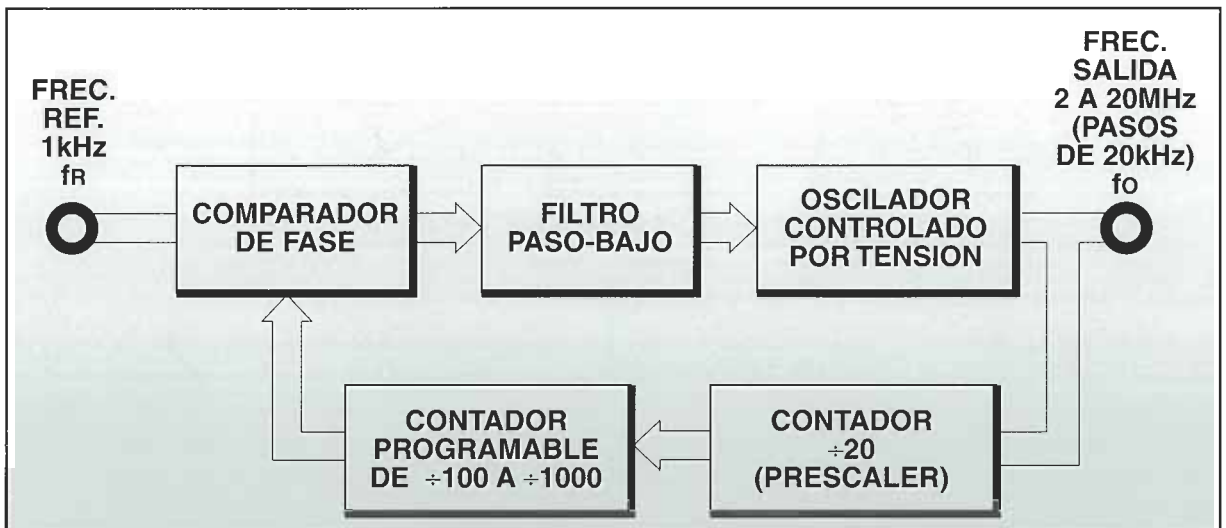 FREC.
REF.
1kHz
fR
COMPARADOR
DE FASE
FILTRO
PASO-BAJO
OSCILADOR
CONTROLADO
POR TENSION
FREC.
SALIDA
2 A 20MHz
(PASOS
DE 20kHz)
fO
CONTADOR
PROGRAMABLE
DE ÷100 A ÷1000
CONTADOR
÷20
(PRESCALER)